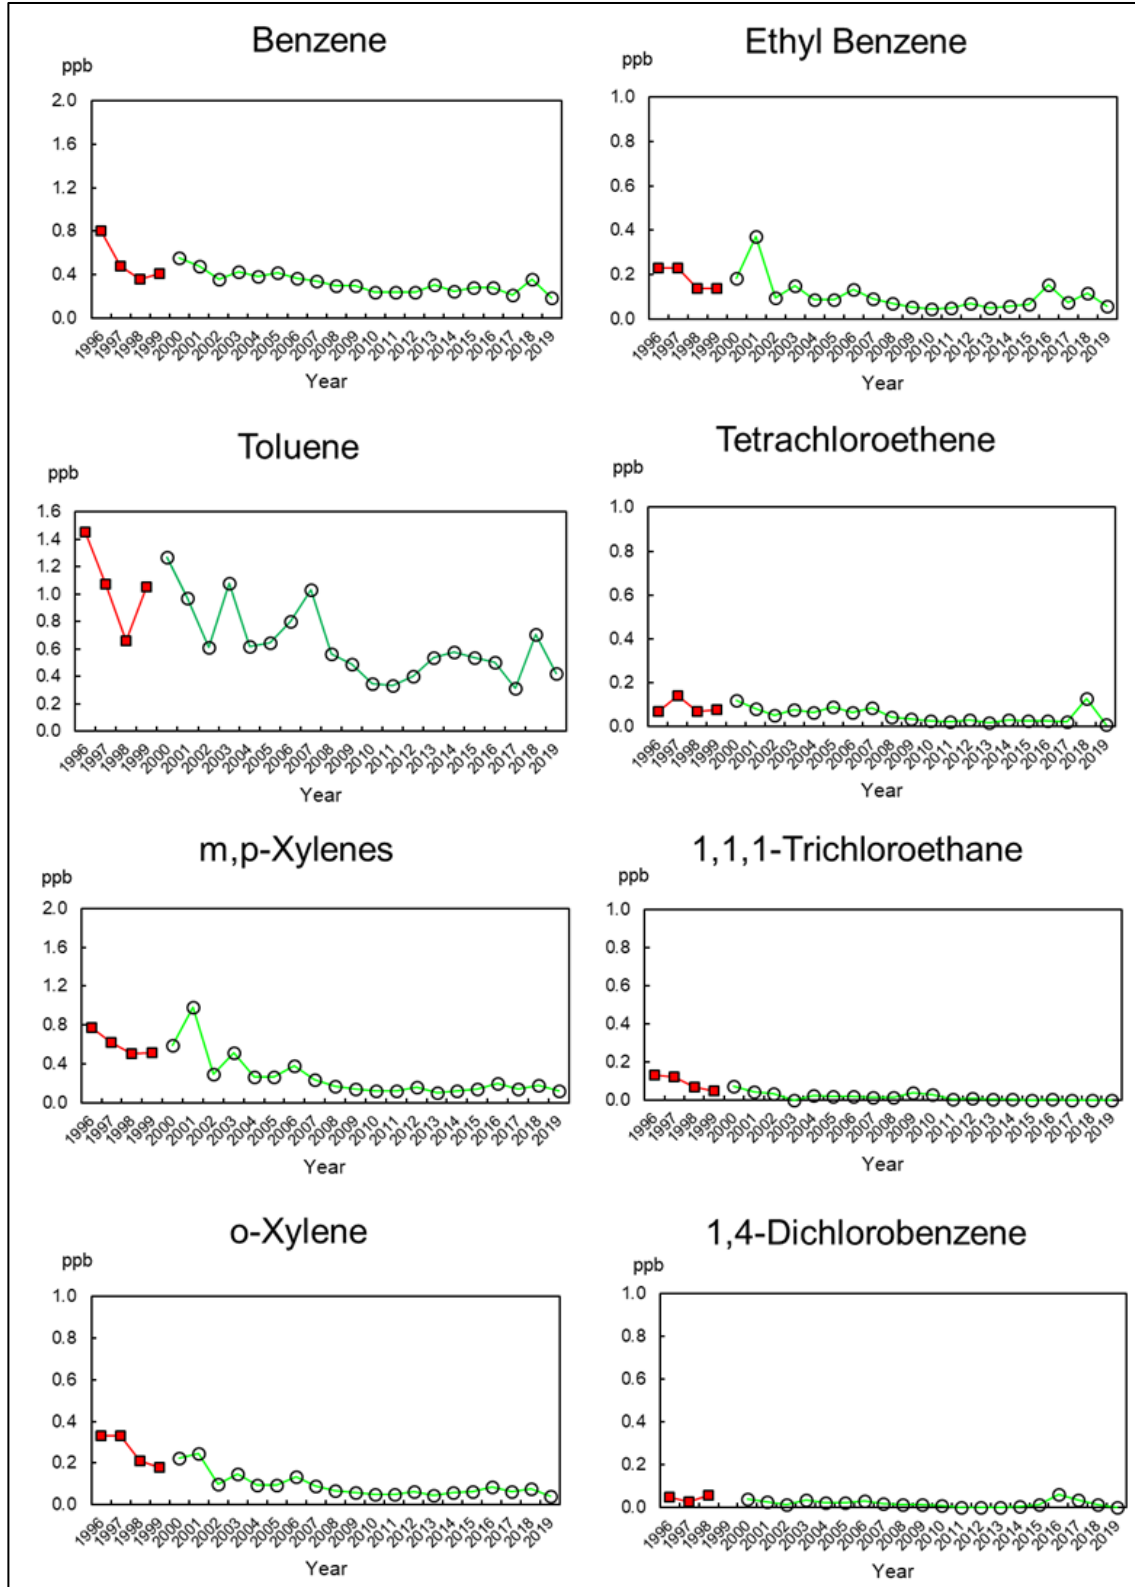 Benzene
ppb
2.0
1.6
1.2
0.8
0.4
0.0
1996 1997 1998 1999 2000 2001 2002 2003 2004 2005 2006 2007 2008 2009 2010 2011 2012 2013 2014 2015 2016 2017 2018 2019
Year
Ethyl Benzene
ppb
1.0
0.8
0.6
0.4
0.2
0.0
1996 1997 1998 1999 2000 2001 2002 2003 2004 2005 2006 2007 2008 2009 2010 2011 2012 2013 2014 2015 2016 2017 2018 2019
Year
Toluene
ppb
1.6
1.4
1.2
1.0
0.8
0.6
0.4
0.2
0.0
1996 1997 1998 1999 2000 2001 2002 2003 2004 2005 2006 2007 2008 2009 2010 2011 2012 2013 2014 2015 2016 2017 2018 2019
Year
Tetrachloroethene
ppb
1.0
0.8
0.6
0.4
0.2
0.0
1996 1997 1998 1999 2000 2001 2002 2003 2004 2005 2006 2007 2008 2009 2010 2011 2012 2013 2014 2015 2016 2017 2018 2019
Year
m,p-Xylenes
ppb
2.0
1.6
1.2
0.8
0.4
0.0
1996 1997 1998 1999 2000 2001 2002 2003 2004 2005 2006 2007 2008 2009 2010 2011 2012 2013 2014 2015 2016 2017 2018 2019
Year
1,1,1-Trichloroethane
ppb
1.0
0.8
0.6
0.4
0.2
0.0
1996 1997 1998 1999 2000 2001 2002 2003 2004 2005 2006 2007 2008 2009 2010 2011 2012 2013 2014 2015 2016 2017 2018 2019
Year
o-Xylene
ppb
1.0
0.8
0.6
0.4
0.2
0.0
1996 1997 1998 1999 2000 2001 2002 2003 2004 2005 2006 2007 2008 2009 2010 2011 2012 2013 2014 2015 2016 2017 2018 2019
Year
1,4-Dichlorobenzene
ppb
1.0
0.8
0.6
0.4
0.2
0.0
1996 1997 1998 1999 2000 2001 2002 2003 2004 2005 2006 2007 2008 2009 2010 2011 2012 2013 2014 2015 2016 2017 2018 2019
Year